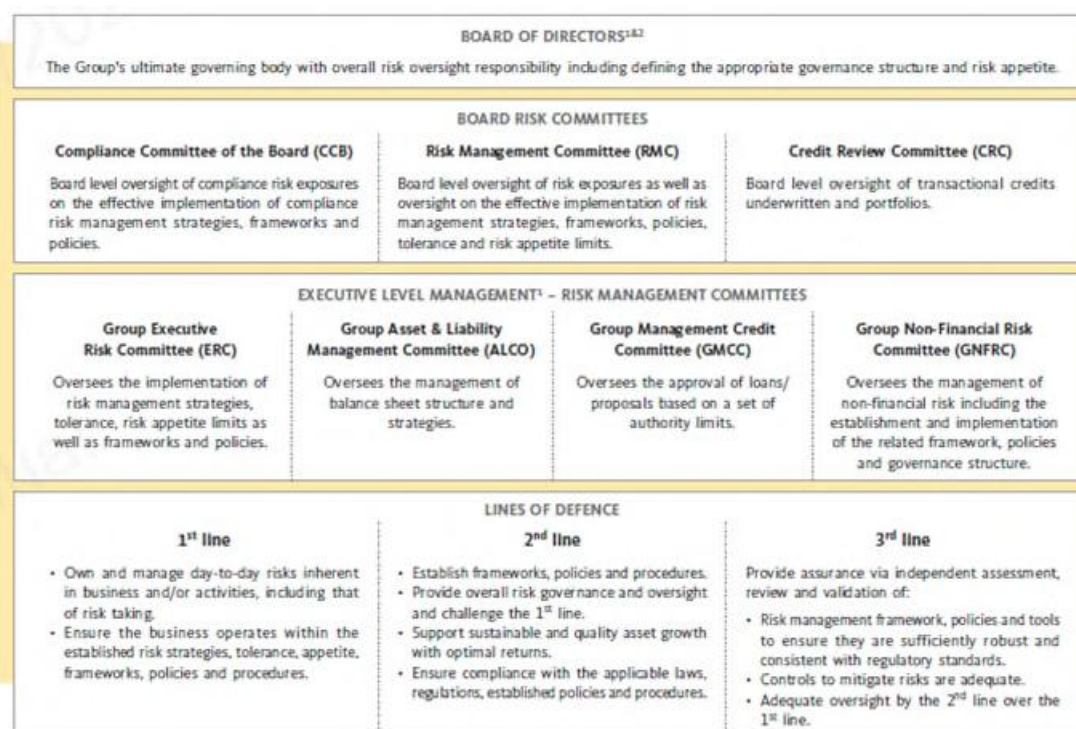 BOARD OF DIRECTORS¹&²
The Group's ultimate governing body with overall risk oversight responsibility including defining the appropriate governance structure and risk appetite.
BOARD RISK COMMITTEES
Compliance Committee of the Board (CCB)
Board level oversight of compliance risk exposures
on the effective implementation of compliance
risk management strategies, frameworks and
policies.
Risk Management Committee (RMC)
Board level oversight of risk exposures as well as
oversight on the effective implementation of risk
management strategies, frameworks, policies,
tolerance and risk appetite limits.
Credit Review Committee (CRC)
Board level oversight of transactional credits
underwritten and portfolios.
EXECUTIVE LEVEL MANAGEMENT¹ – RISK MANAGEMENT COMMITTEES
Group Executive
Risk Committee (ERC)
Oversees the implementation of
risk management strategies,
tolerance, risk appetite limits as
well as frameworks and policies.
Group Asset & Liability
Management Committee (ALCO)
Oversees the management of
balance sheet structure and
strategies.
Group Management Credit
Committee (GMCC)
Oversees the approval of loans/
proposals based on a set of
authority limits.
Group Non-Financial Risk
Committee (GNFRC)
Oversees the management of
non-financial risk including the
establishment and implementation
of the related framework, policies
and governance structure.
LINES OF DEFENCE
1st line
• Own and manage day-to-day risks inherent
in business and/or activities, including that
of risk taking.
• Ensure the business operates within the
established risk strategies, tolerance, appetite,
frameworks, policies and procedures.
2nd line
• Establish frameworks, policies and procedures.
• Provide overall risk governance and oversight
and challenge the 1st line.
• Support sustainable and quality asset growth
with optimal returns.
• Ensure compliance with the applicable laws,
regulations, established policies and procedures.
3rd line
Provide assurance via independent assessment,
review and validation of:
• Risk management framework, policies and tools
to ensure they are sufficiently robust and
consistent with regulatory standards.
• Controls to mitigate risks are adequate.
• Adequate oversight by the 2nd line over the
1st line.